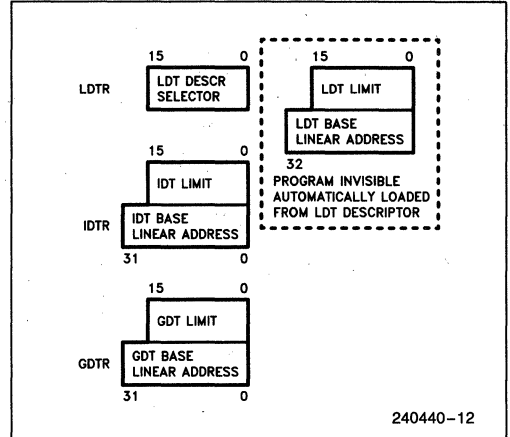 15 0
LDTR
LDT DESCR
SELECTOR
15 0
LDT LIMIT
LDT BASE
LINEAR ADDRESS
32
PROGRAM INVISIBLE
AUTOMATICALLY LOADED
FROM LDT DESCRIPTOR
15 0
IDTR
IDT LIMIT
IDT BASE
LINEAR ADDRESS
31 0
15 0
GDTR
GDT LIMIT
GDT BASE
LINEAR ADDRESS
31 0
240440-12